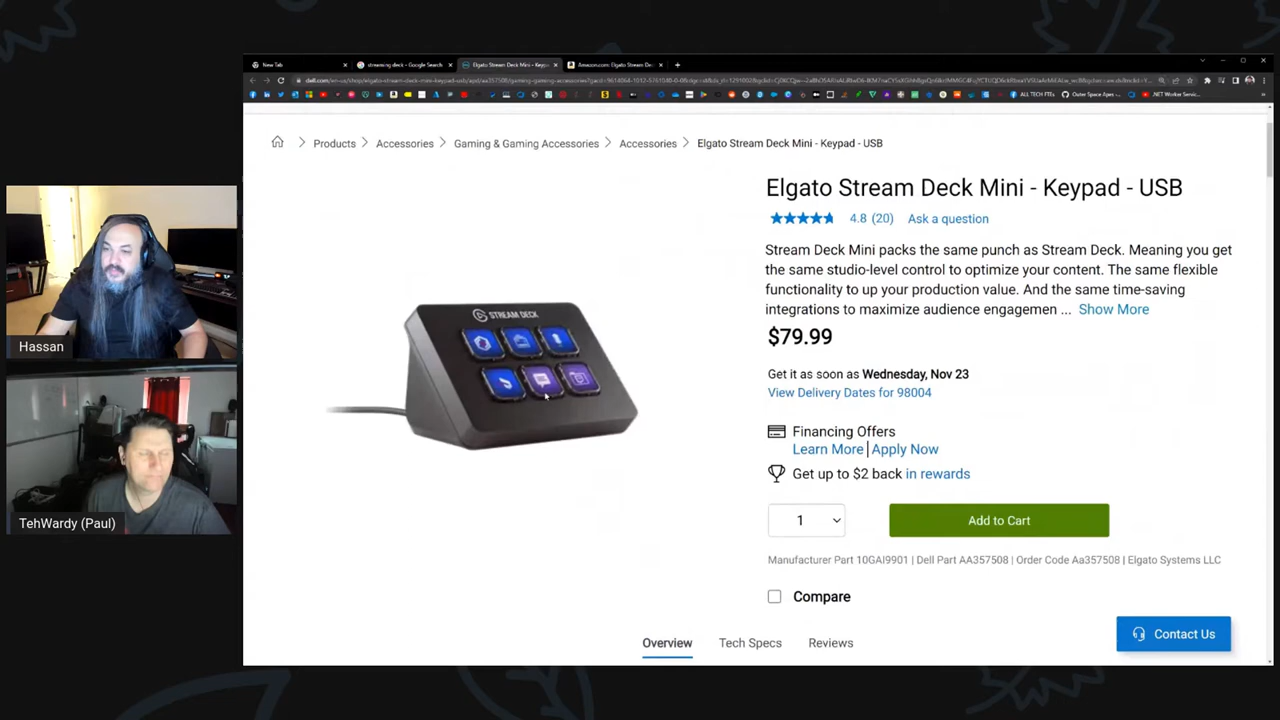 New Tab
streaming deck - Google Search
Elgato Stream Deck Mini - Keyp
Amazon.com: Elgato Stream De
ALL TECH FTEs
Outer Space Apes
.NET Worker Servic
Products
Accessories
Gaming & Gaming Accessories
Accessories
Elgato Stream Deck Mini - Keypad - USB
Elgato Stream Deck Mini - Keypad - USB
4.8 (20) Ask a question
Stream Deck Mini packs the same punch as Stream Deck. Meaning you get
the same studio-level control to optimize your content. The same flexible
functionality to up your production value. And the same time-saving
integrations to maximize audience engagemen ... Show More
$79.99
Get it as soon as Wednesday, Nov 23
View Delivery Dates for 98004
Financing Offers
Learn More | Apply Now
Get up to $2 back in rewards
1
Add to Cart
Manufacturer Part 10GAI9901 | Dell Part AA357508 | Order Code Aa357508 | Elgato Systems LLC
Compare
Overview
Tech Specs
Reviews
Contact Us
STREAM DECK
Hassan
TehWardy (Paul)